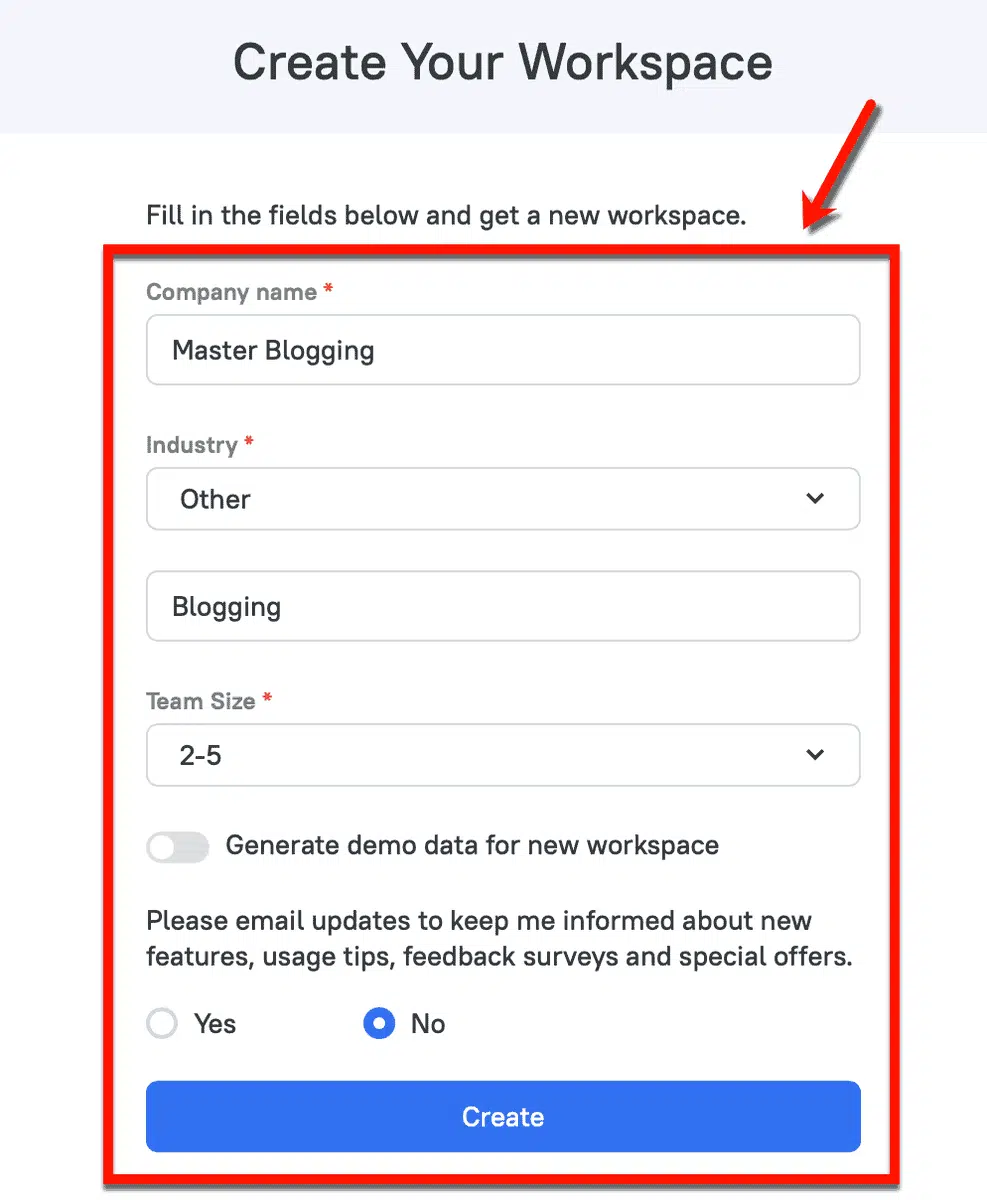 Create Your Workspace
Fill in the fields below and get a new workspace.
Company name *
Master Blogging
Industry *
Other
Blogging
Team Size *
2-5
Generate demo data for new workspace
Please email updates to keep me informed about new
features, usage tips, feedback surveys and special offers.
Yes No
Create